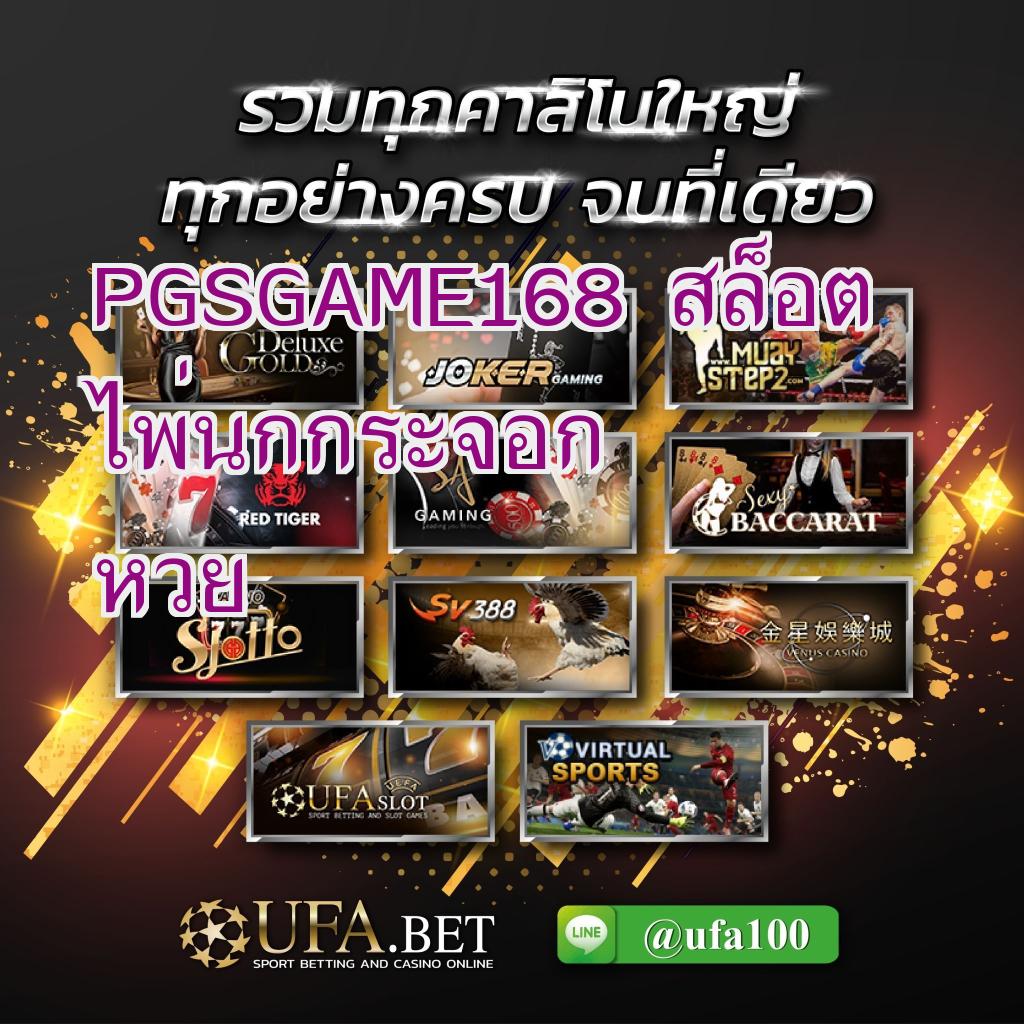 รวมทุกคาสิโนใหญ่
ทุกอย่างครบ จบที่เดียว
PGSGAME168 สล็อต
Deluxe
GOLD
JOKER GAMING
MUAY
STEP2.COM
ไพ่นกกระจอก
RED TIGER
SA
GAMING
Sexy
BACCARAT
หวย
Sjotto
SV388
金星娛樂城
VENUS CASINO
UEFA
UFASLOT
SPORT BETTING AND SLOT GAMES
VIRTUAL
SPORTS
UFA.BET
SPORT BETTING AND CASINO ONLINE
LINE @ufa100